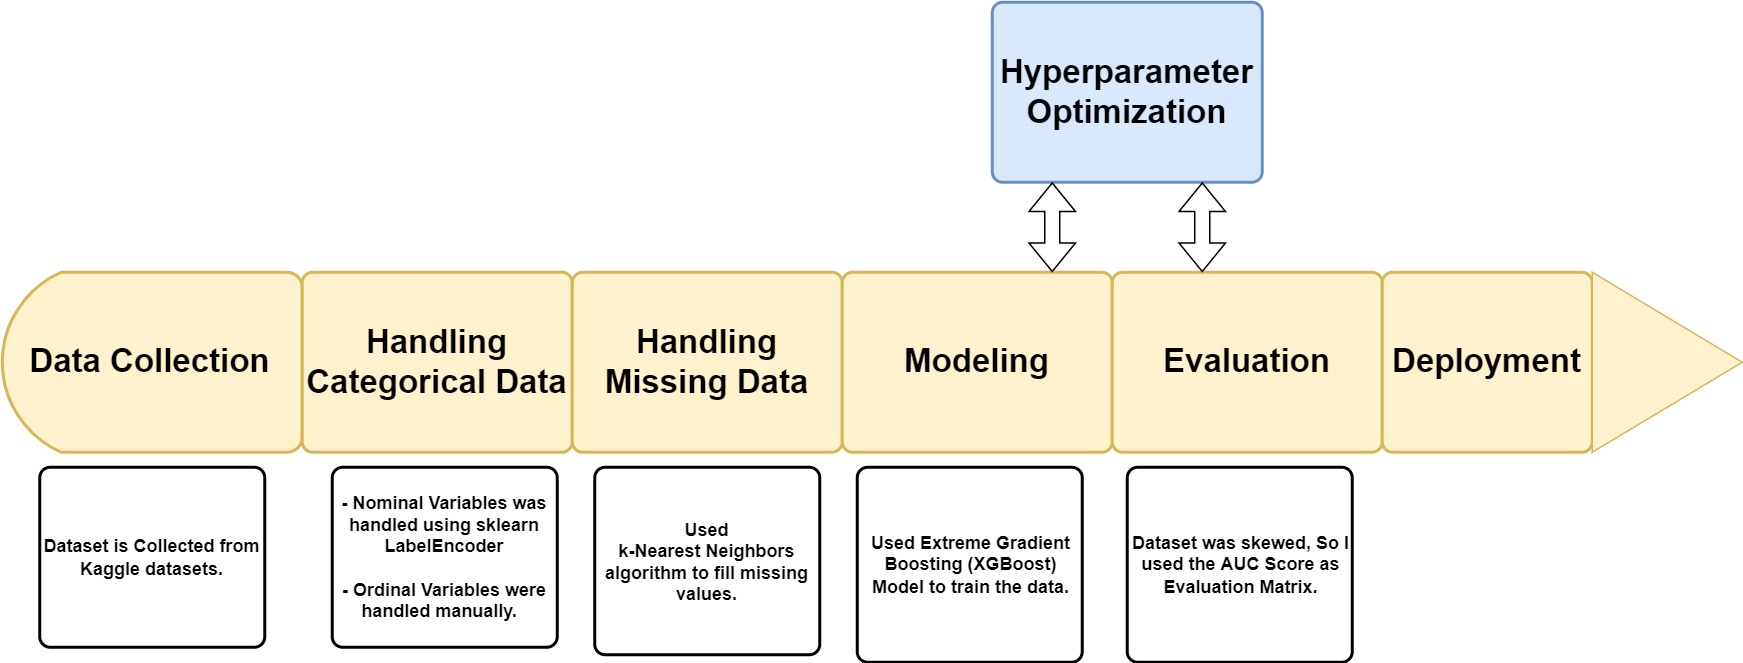 Hyperparameter
Optimization
Data Collection
Handling
Categorical Data
Handling
Missing Data
Modeling
Evaluation
Deployment
Dataset is Collected from
Kaggle datasets.
- Nominal Variables was
handled using sklearn
LabelEncoder
- Ordinal Variables were
handled manually.
Used
k-Nearest Neighbors
algorithm to fill missing
values.
Used Extreme Gradient
Boosting (XGBoost)
Model to train the data.
Dataset was skewed, So I
used the AUC Score as
Evaluation Matrix.